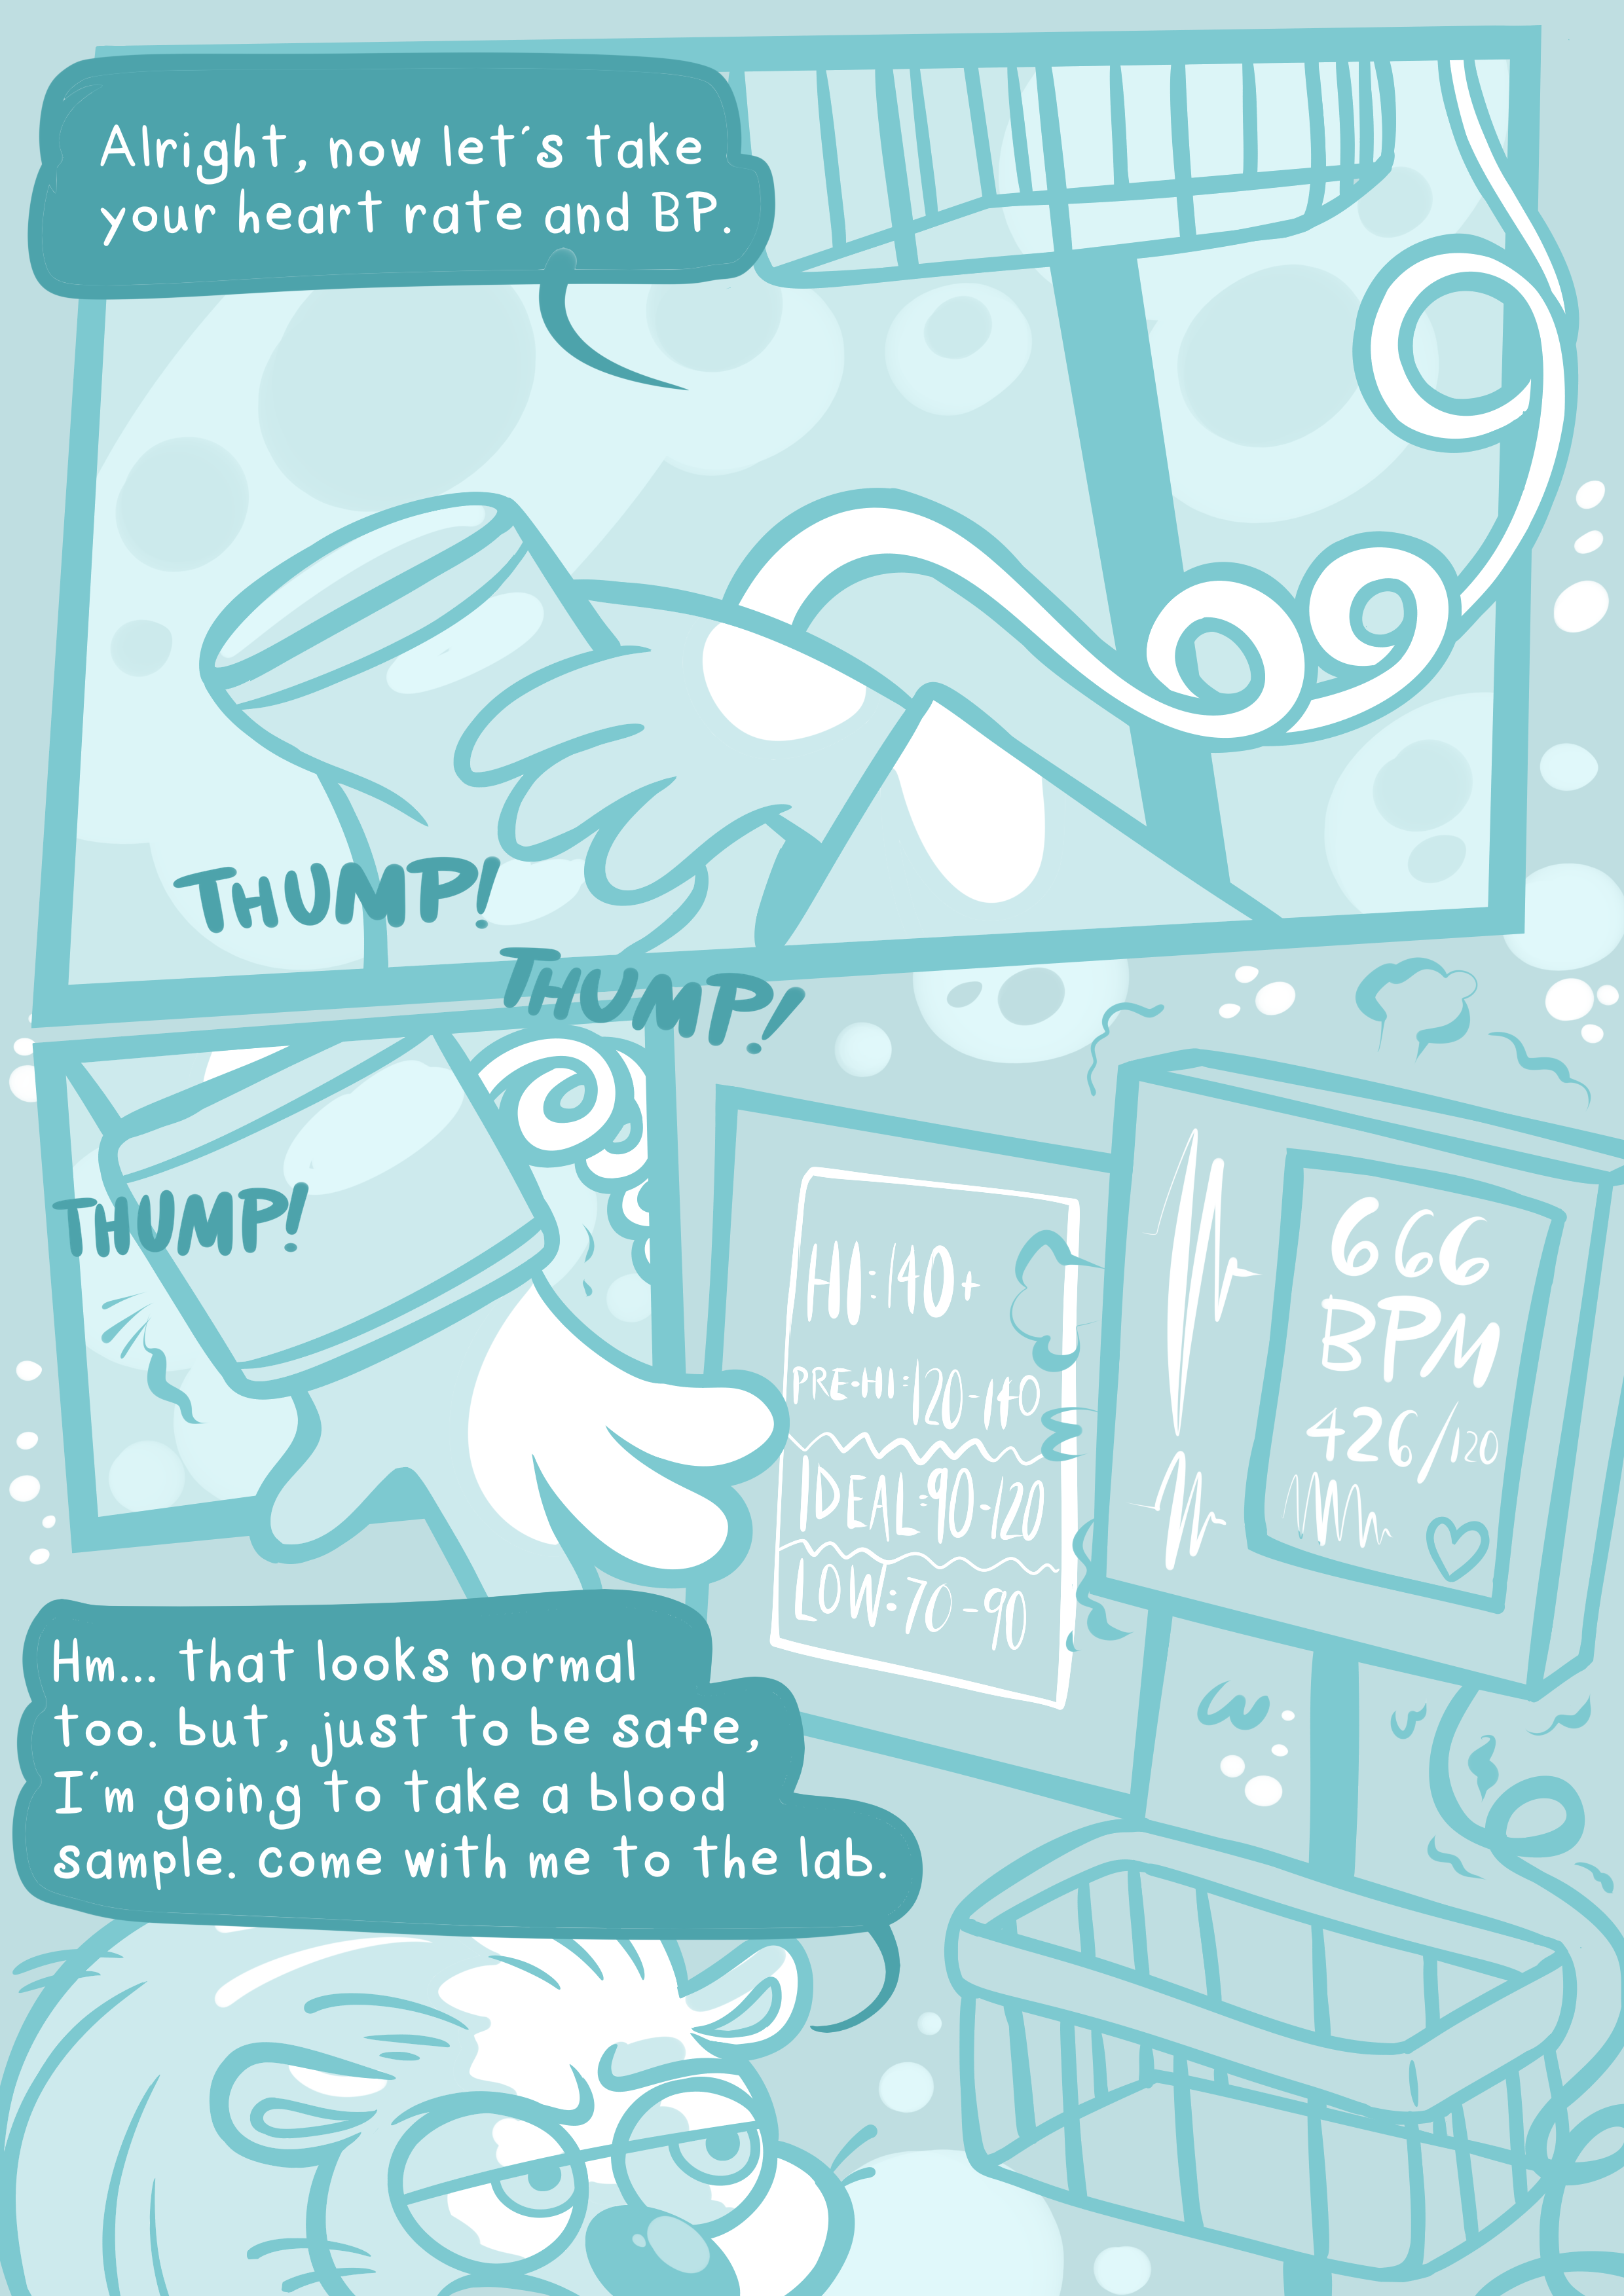 Alright, now let's take
your heart rate and BP.
THUMP!
THUMP!
THUMP!
HI: 140+
PRE-HI: 120-140
IDEAL: 90-120
LOW: 70-90
666
BPM
426/120
Hm... that looks normal
too. but, just to be safe,
I'm going to take a blood
sample. come with me to the lab.